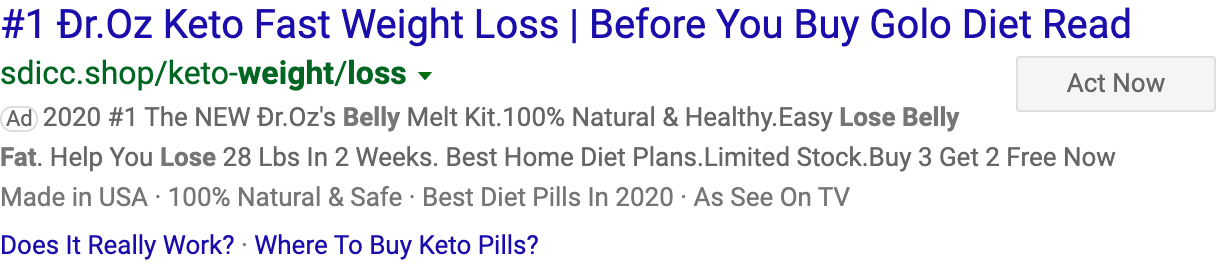 #1 Đr.Oz Keto Fast Weight Loss | Before You Buy Golo Diet Read
sdicc.shop/keto-weight/loss
Act Now
Ad 2020 #1 The NEW Đr.Oz's Belly Melt Kit.100% Natural & Healthy.Easy Lose Belly
Fat. Help You Lose 28 Lbs In 2 Weeks. Best Home Diet Plans.Limited Stock.Buy 3 Get 2 Free Now
Made in USA · 100% Natural & Safe · Best Diet Pills In 2020 · As See On TV
Does It Really Work? · Where To Buy Keto Pills?